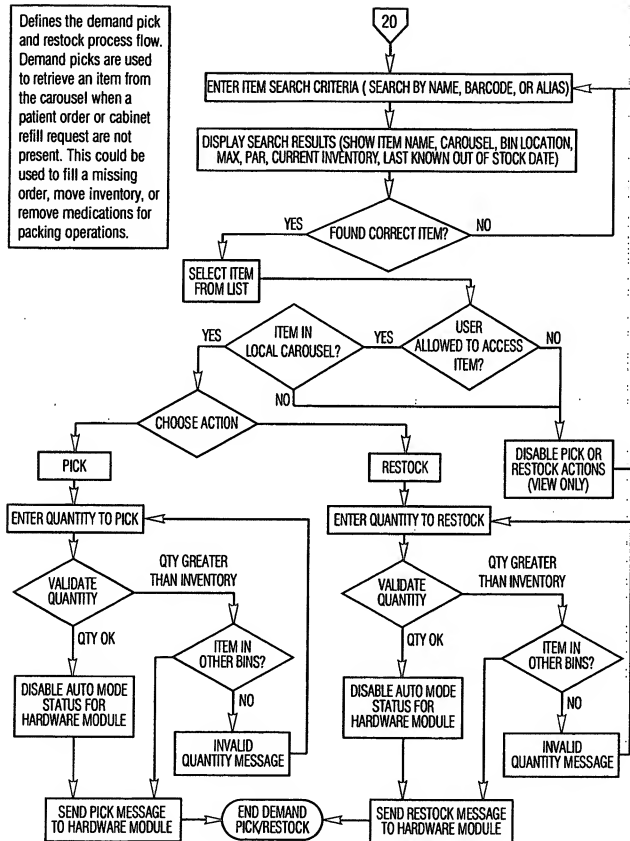 Defines the demand pick
and restock process flow.
Demand picks are used
to retrieve an item from
the carousel when a
patient order or cabinet
refill request are not
present. This could be
used to fill a missing
order, move inventory, or
remove medications for
packing operations.
20
ENTER ITEM SEARCH CRITERIA ( SEARCH BY NAME, BARCODE, OR ALIAS)
DISPLAY SEARCH RESULTS (SHOW ITEM NAME, CAROUSEL, BIN LOCATION,
MAX, PAR, CURRENT INVENTORY, LAST KNOWN OUT OF STOCK DATE)
YES
FOUND CORRECT ITEM?
NO
SELECT ITEM
FROM LIST
YES
ITEM IN
LOCAL CAROUSEL?
YES
USER
ALLOWED TO ACCESS
ITEM?
NO
NO
CHOOSE ACTION
DISABLE PICK OR
RESTOCK ACTIONS
(VIEW ONLY)
PICK
RESTOCK
ENTER QUANTITY TO PICK
ENTER QUANTITY TO RESTOCK
VALIDATE
QUANTITY
QTY GREATER
THAN INVENTORY
VALIDATE
QUANTITY
QTY GREATER
THAN INVENTORY
QTY OK
ITEM IN
OTHER BINS?
QTY OK
ITEM IN
OTHER BINS?
DISABLE AUTO MODE
STATUS FOR
HARDWARE MODULE
NO
DISABLE AUTO MODE
STATUS FOR
HARDWARE MODULE
NO
INVALID
QUANTITY MESSAGE
INVALID
QUANTITY MESSAGE
SEND PICK MESSAGE
TO HARDWARE MODULE
END DEMAND
PICK/RESTOCK
SEND RESTOCK MESSAGE
TO HARDWARE MODULE